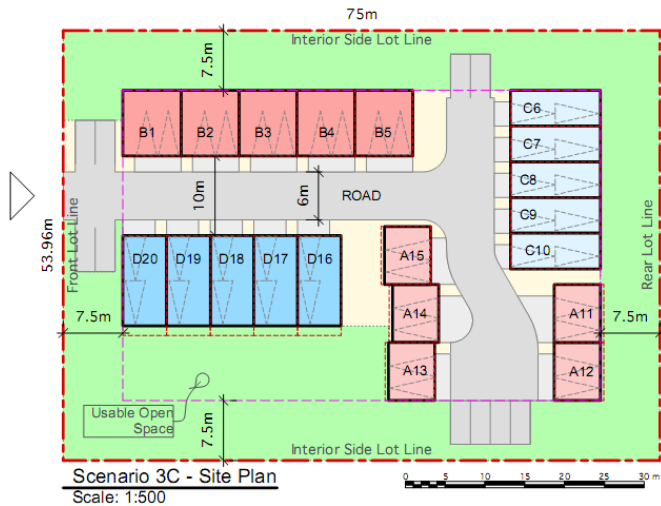 75m
Interior Side Lot Line
7.5m
B1 B2 B3 B4 B5
C6
C7
C8
C9
C10
10m
6m
ROAD
53.96m
Front Lot Line
Rear Lot Line
D20 D19 D18 D17 D16
A15
A14
A13
A11
A12
7.5m
7.5m
Usable Open
Space
7.5m
Interior Side Lot Line
Scenario 3C - Site Plan
Scale: 1:500
0 5 10 15 20 25 30 m